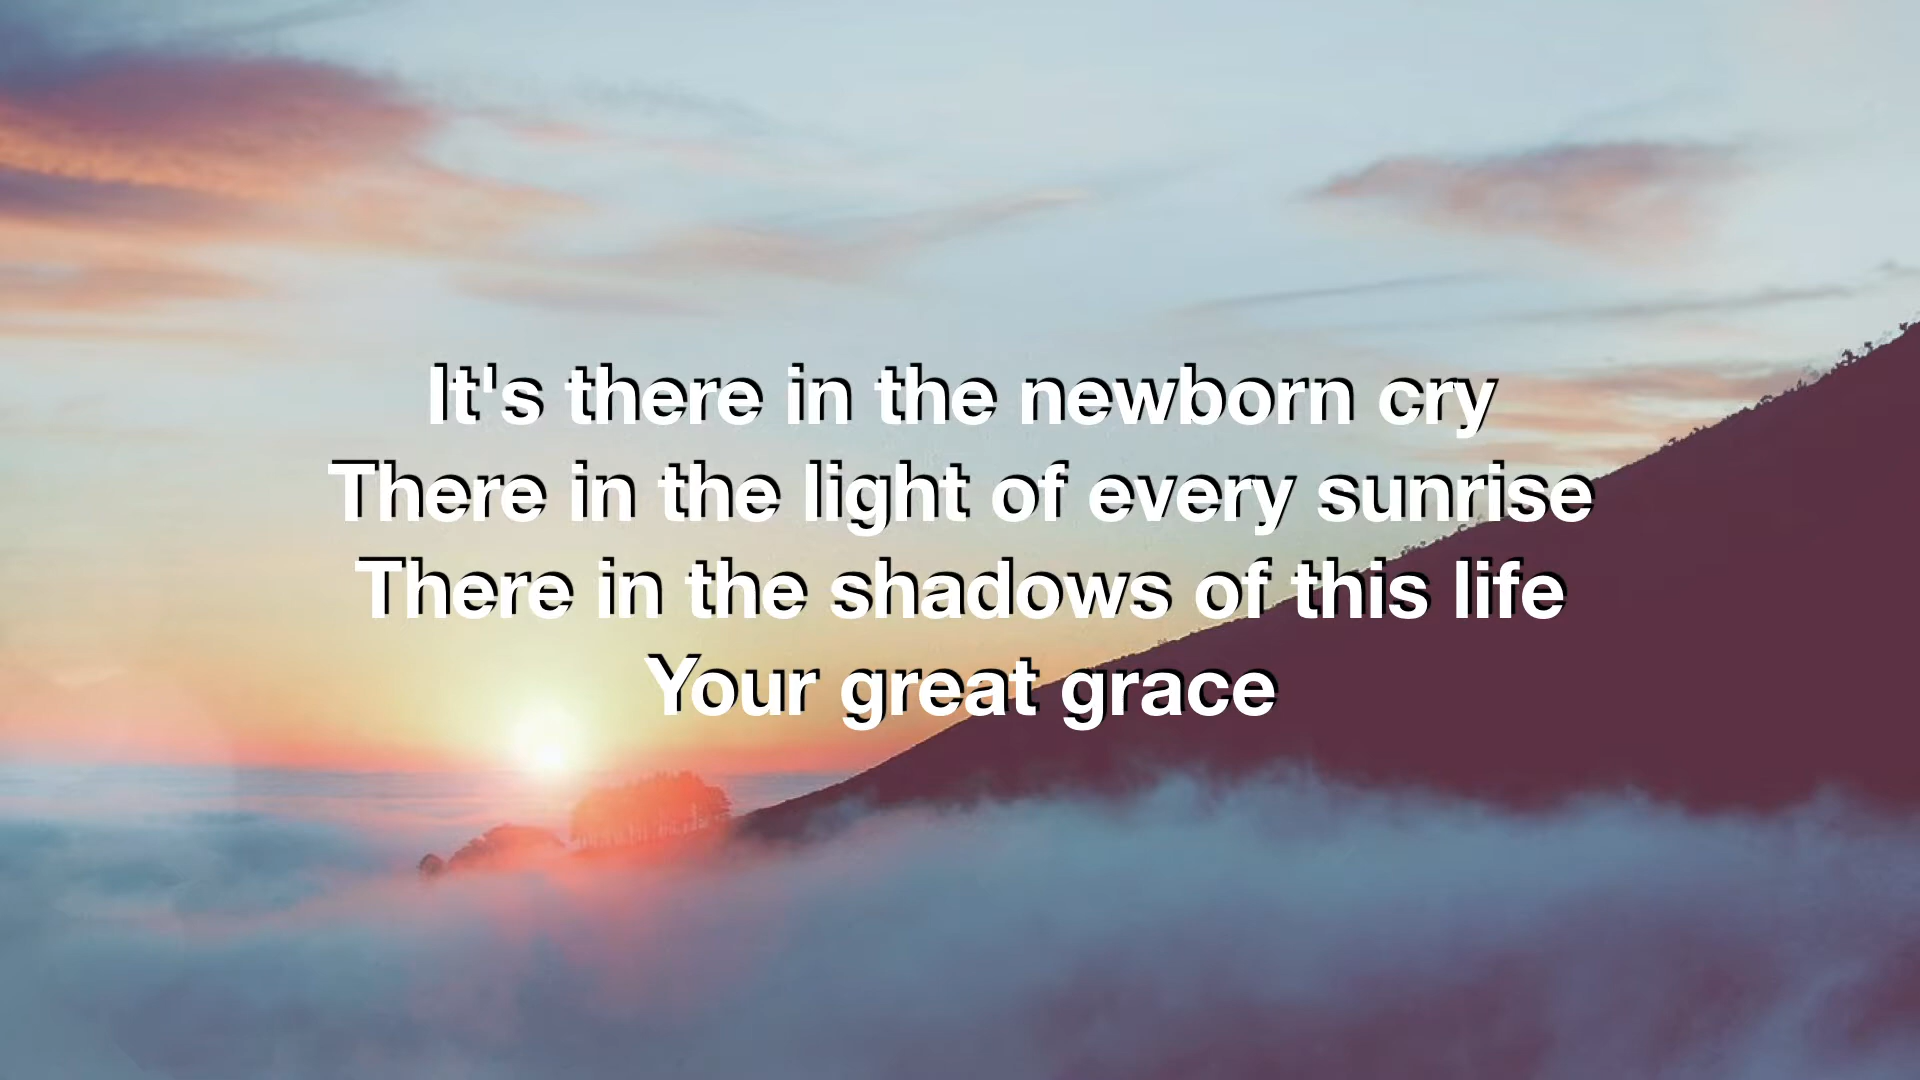 It's there in the newborn cry
There in the light of every sunrise
There in the shadows of this life
Your great grace